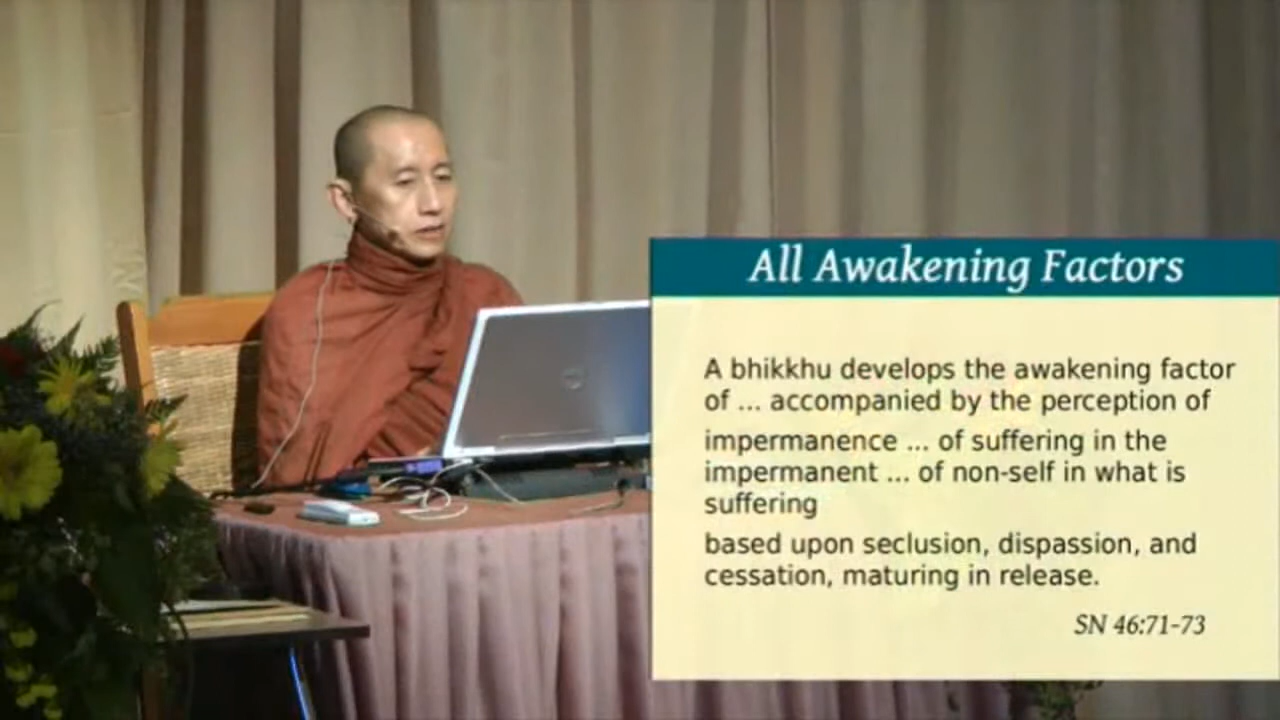 All Awakening Factors
A bhikkhu develops the awakening factor
of ... accompanied by the perception of
impermanence ... of suffering in the
impermanent ... of non-self in what is
suffering
based upon seclusion, dispassion, and
cessation, maturing in release.
SN 46:71-73